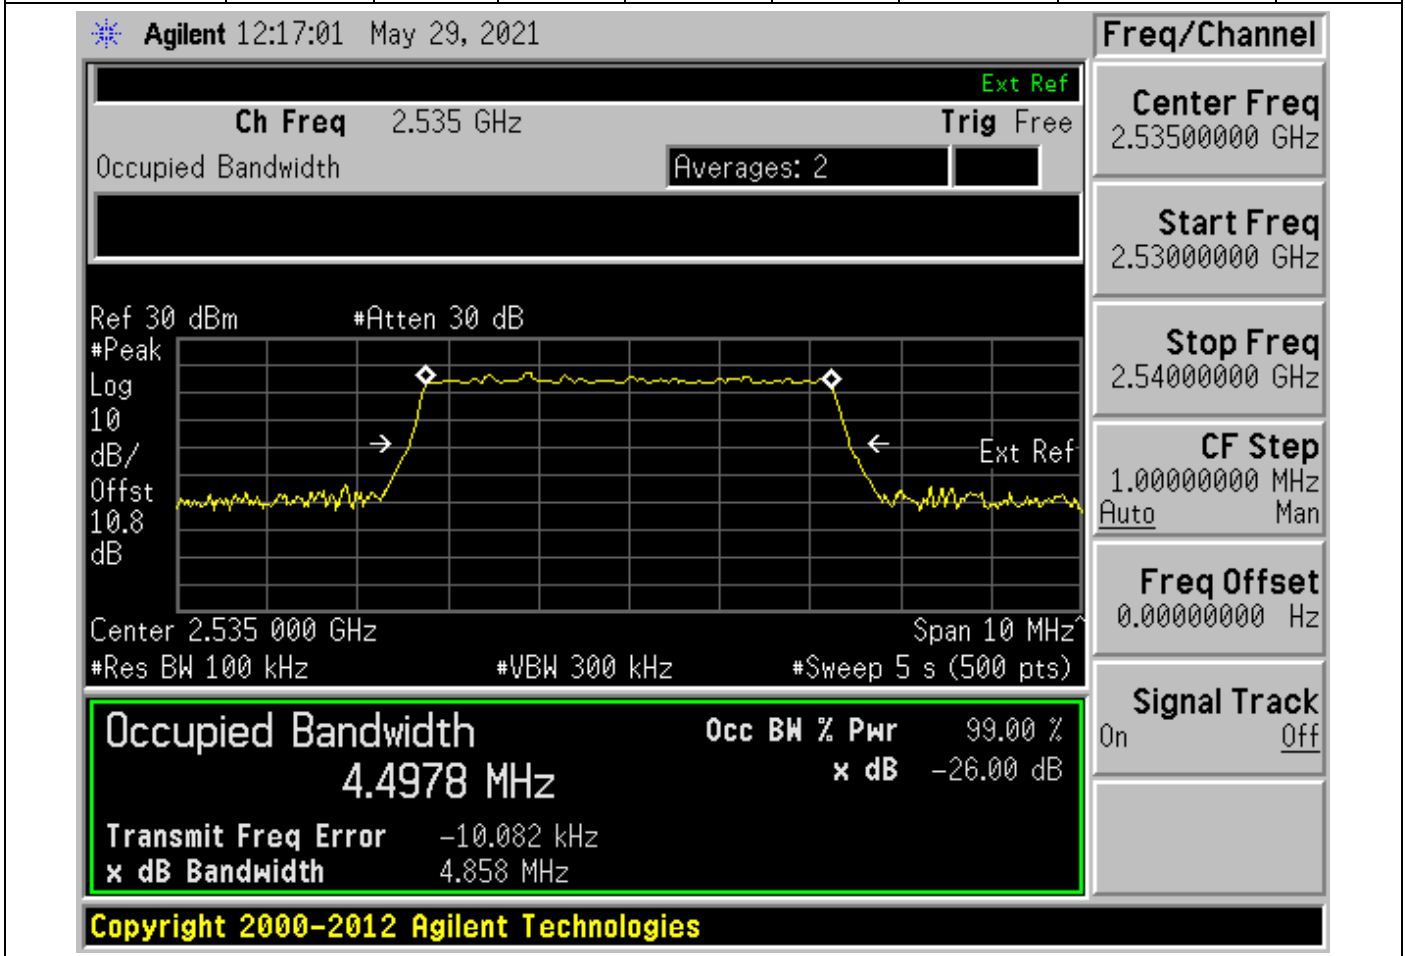 Agilent 12:17:01 May 29, 2021
Freq/Channel
Ext Ref
Ch Freq 2.535 GHz
Trig Free
Occupied Bandwidth
Averages: 2
Center Freq
2.53500000 GHz
Start Freq
2.53000000 GHz
Stop Freq
2.54000000 GHz
CF Step
1.00000000 MHz
Auto Man
Freq Offset
0.00000000 Hz
Signal Track
On Off
Ref 30 dBm #Atten 30 dB
#Peak
Log
10
dB/
Offst
10.8
dB
Ext Ref
Center 2.535 000 GHz Span 10 MHz^
#Res BW 100 kHz #VBW 300 kHz #Sweep 5 s (500 pts)
Occupied Bandwidth
4.4978 MHz
Occ BW % Pwr 99.00 %
x dB -26.00 dB
Transmit Freq Error -10.082 kHz
x dB Bandwidth 4.858 MHz
Copyright 2000-2012 Agilent Technologies